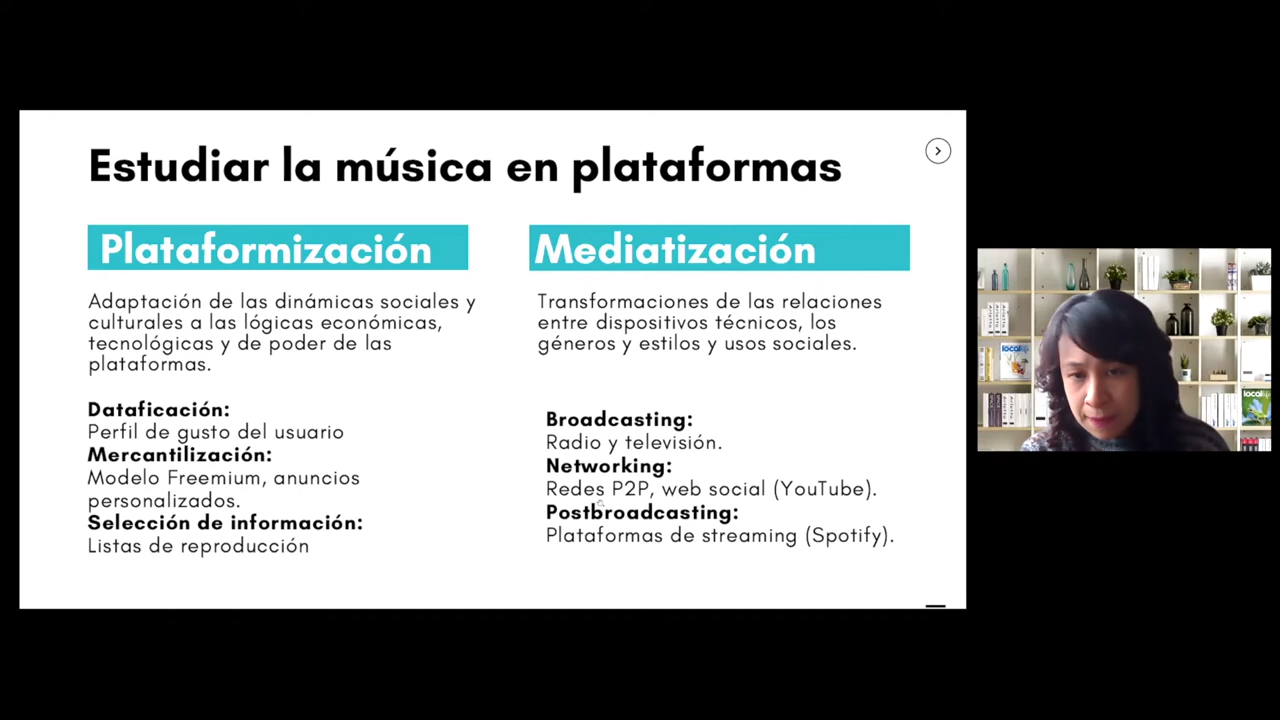 Estudiar la música en plataformas
Plataformización
Adaptación de las dinámicas sociales y
culturales a las lógicas económicas,
tecnológicas y de poder de las
plataformas.
Dataficación:
Perfil de gusto del usuario
Mercantilización:
Modelo Freemium, anuncios
personalizados.
Selección de información:
Listas de reproducción
Mediatización
Transformaciones de las relaciones
entre dispositivos técnicos, los
géneros y estilos y usos sociales.
Broadcasting:
Radio y televisión.
Networking:
Redes P2P, web social (YouTube).
Postbroadcasting:
Plataformas de streaming (Spotify).
local
local